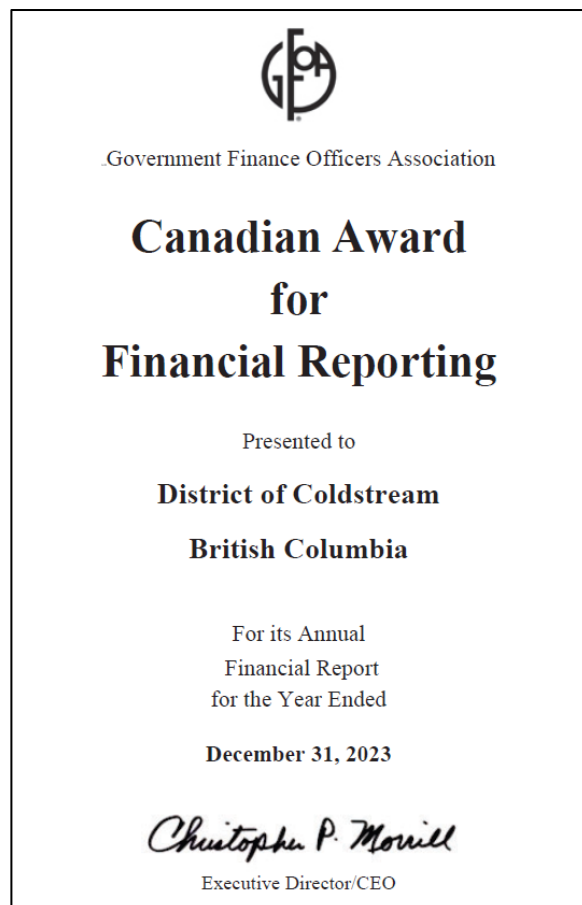 GFOA
Government Finance Officers Association
Canadian Award
for
Financial Reporting
Presented to
District of Coldstream
British Columbia
For its Annual
Financial Report
for the Year Ended
December 31, 2023
Christopher P. Morrill
Executive Director/CEO